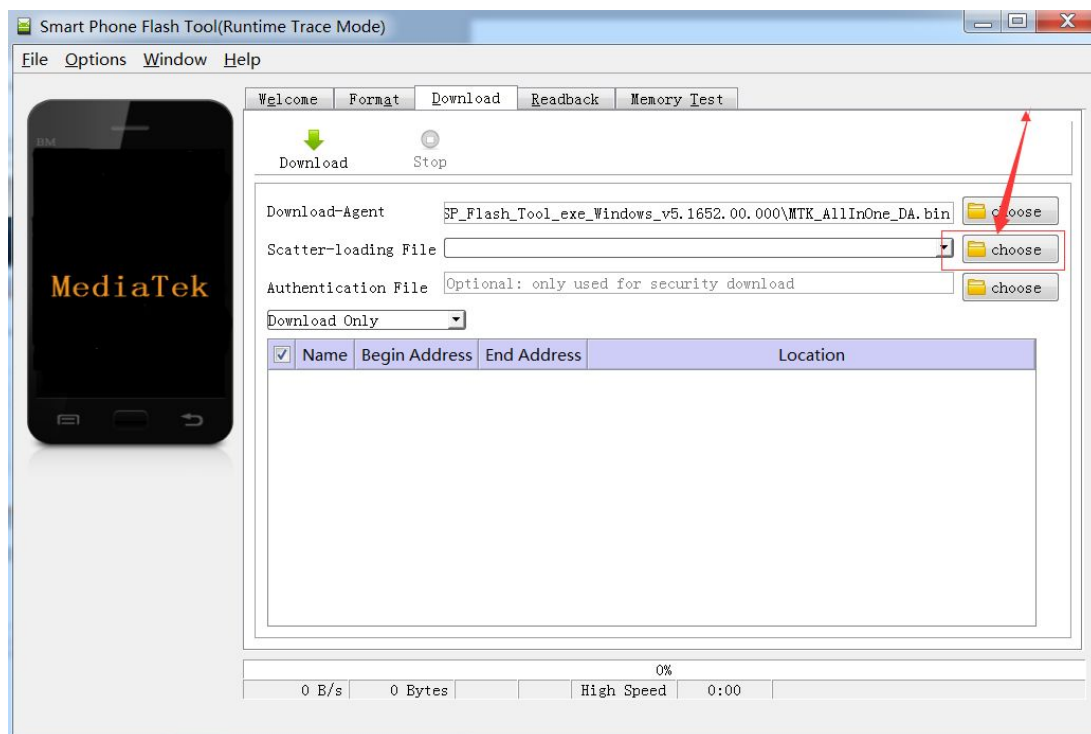 Smart Phone Flash Tool(Runtime Trace Mode)
File Options Window Help
Welcome Format Download Readback Memory Test
BM
Download Stop
Download-Agent SP_Flash_Tool_exe_Windows_v5.1652.00.000\MTK_AllInOne_DA.bin choose
Scatter-loading File choose
MediaTek
Authentication File Optional: only used for security download choose
Download Only
Name Begin Address End Address Location
0%
0 B/s 0 Bytes High Speed 0:00